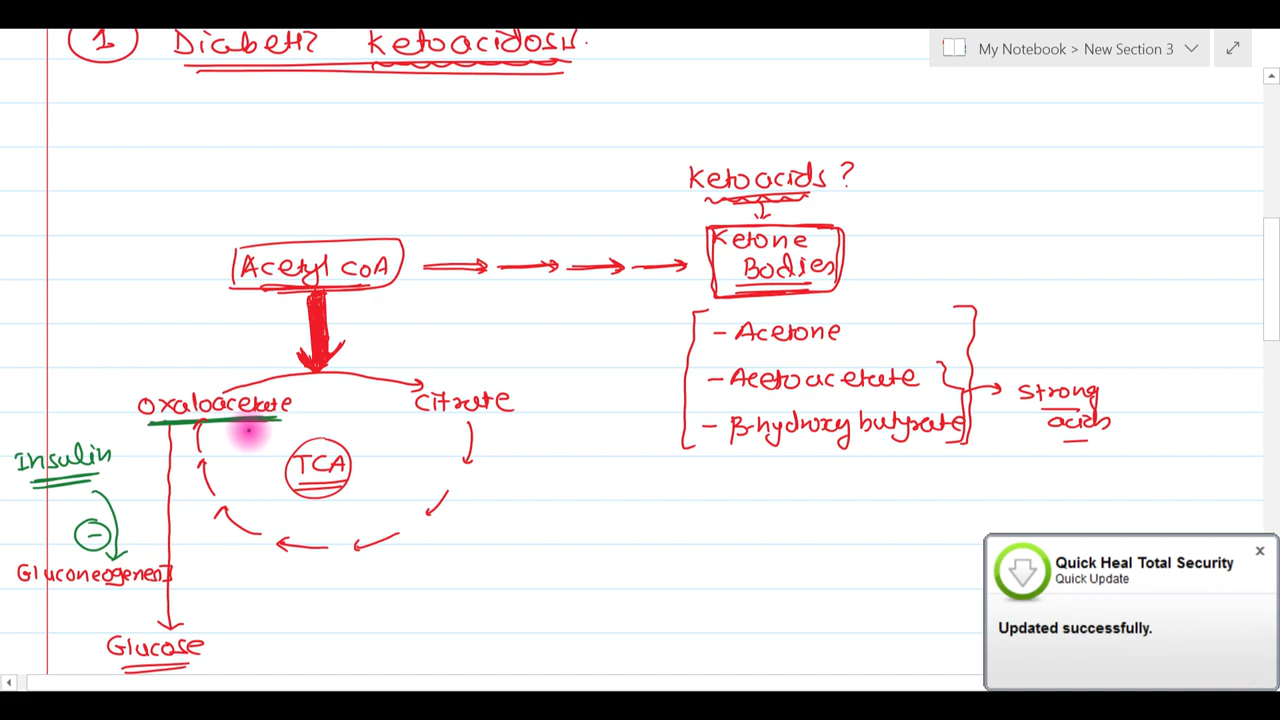 1 Diabetic Ketoacidosis.
My Notebook > New Section 3
Ketoacids ?
Ketone
Bodies
Acetyl CoA
- Acetone
- Acetoacetate
- β-hydroxy butyrate
strong
acids
Oxaloacetate
Citrate
Insulin
TCA
-
Gluconeogenesis
Glucose
Quick Heal Total Security
Quick Update
Updated successfully.